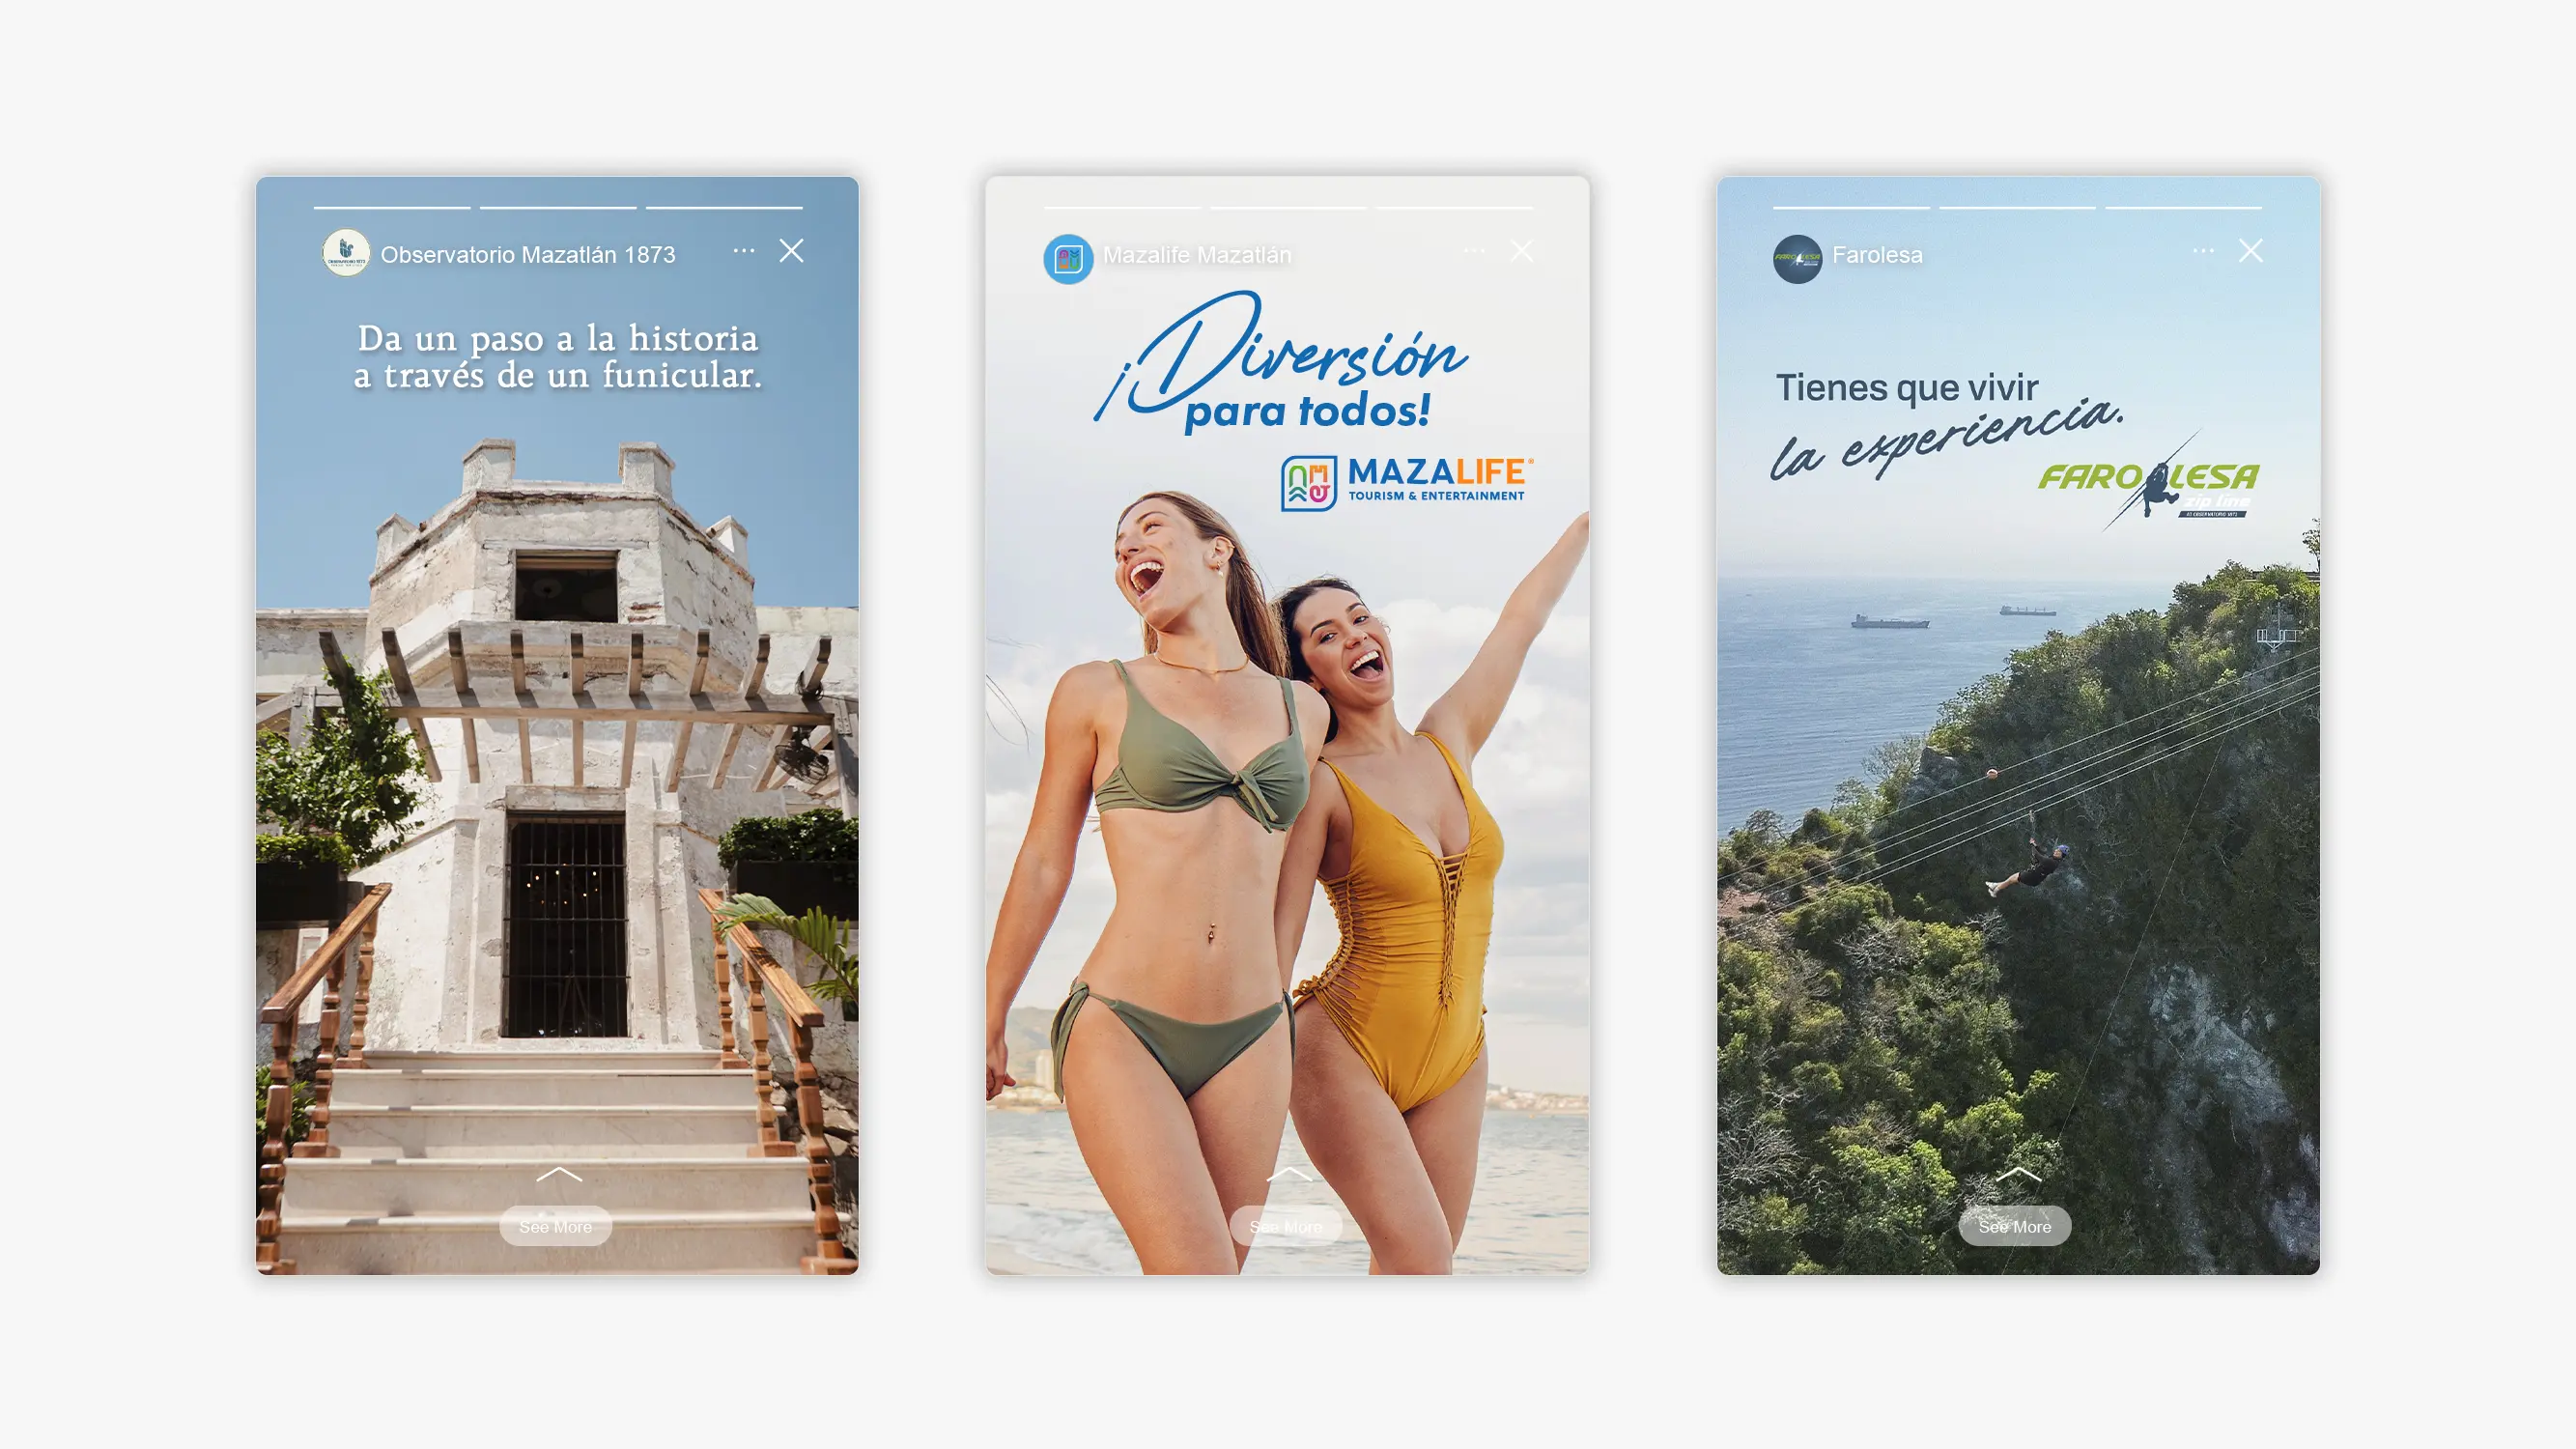 Observatorio Mazatlán 1873
Da un paso a la historia
a través de un funicular.
See More
Mazalife Mazatlán
¡Diversión
para todos!
MAZALIFE®
TOURISM & ENTERTAINMENT
See More
Farolesa
Tienes que vivir
la experiencia.
FAROLESA
zip line
See More